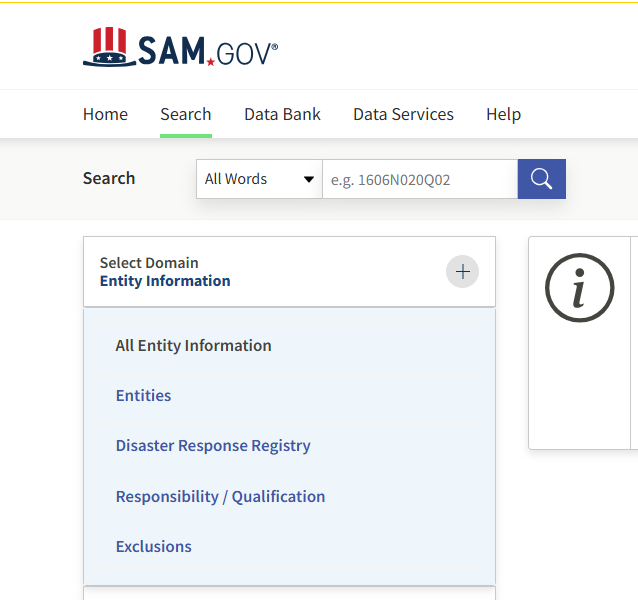 SAM.GOV®
Home Search Data Bank Data Services Help
Search All Words e.g. 1606N020Q02
Select Domain
Entity Information
All Entity Information
Entities
Disaster Response Registry
Responsibility / Qualification
Exclusions
i